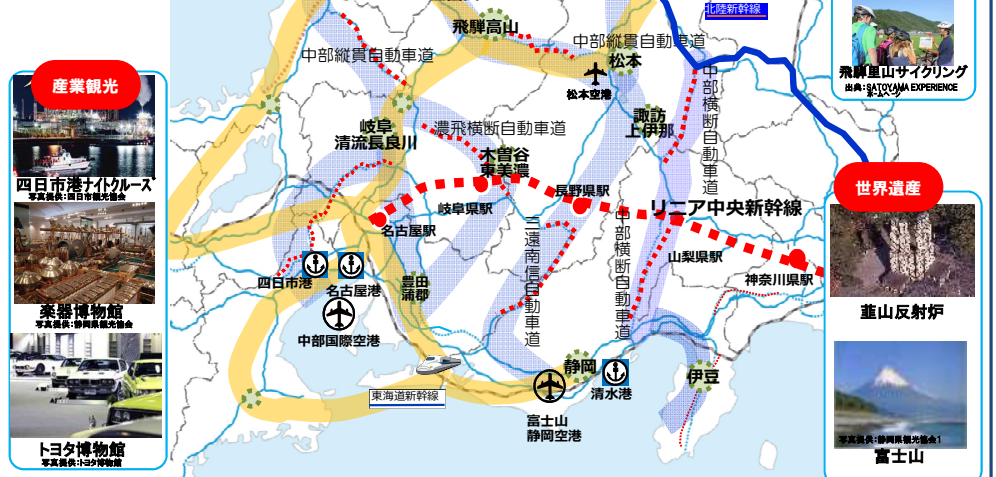 北陸新幹線
飛騨高山
中部縦貫自動車道
中部縦貫自動車道
松本
松本空港
中部横断自動車道
飛騨里山サイクリング
出典:SATOYAMA EXPERIENCE
ホームページ
産業観光
四日市港ナイトクルーズ
写真提供:四日市観光協会
楽器博物館
写真提供:静岡県観光協会
トヨタ博物館
写真提供:トヨタ博物館
岐阜
清流長良川
濃飛横断自動車道
諏訪
上伊那
木曽谷
東美濃
長野県駅
岐阜県駅
名古屋駅
リニア中央新幹線
三遠南信自動車道
中部横断自動車道
山梨県駅
神奈川県駅
四日市港
名古屋港
豊田
蒲郡
中部国際空港
東海道新幹線
静岡
清水港
伊豆
富士山
静岡空港
世界遺産
韮山反射炉
写真提供:静岡県観光協会1
富士山